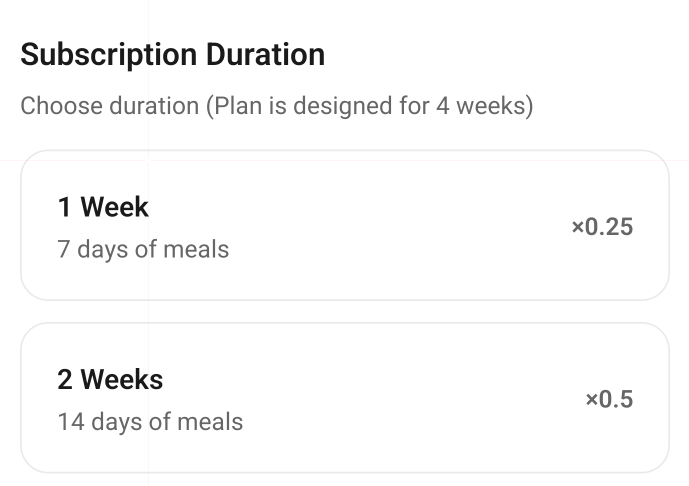 Subscription Duration
Choose duration (Plan is designed for 4 weeks)
1 Week
7 days of meals
×0.25
2 Weeks
14 days of meals
×0.5